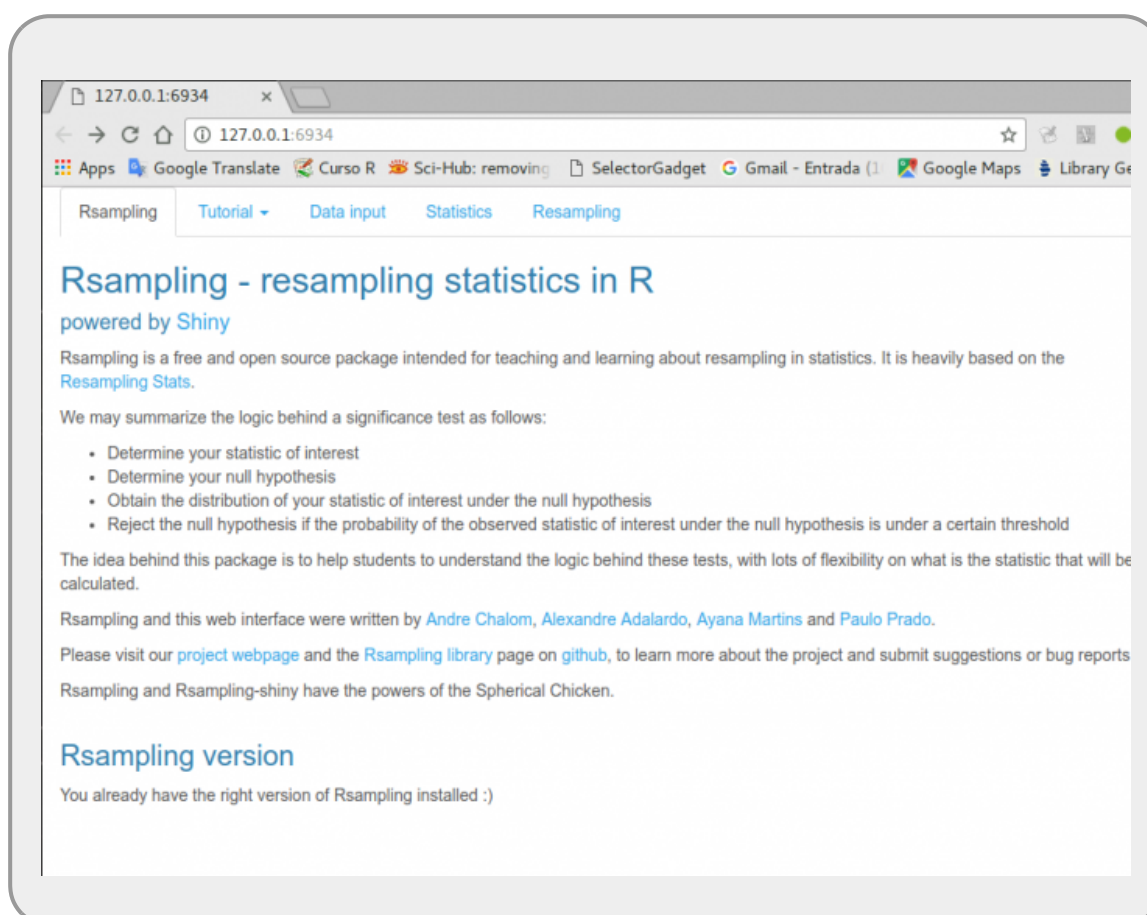 127.0.0.1:6934
127.0.0.1:6934
Apps Google Translate Curso R Sci-Hub: removing SelectorGadget Gmail - Entrada (1 Google Maps Library Ge
Rsampling Tutorial Data input Statistics Resampling
Rsampling - resampling statistics in R
powered by Shiny
Rsampling is a free and open source package intended for teaching and learning about resampling in statistics. It is heavily based on the
Resampling Stats.
We may summarize the logic behind a significance test as follows:
• Determine your statistic of interest
• Determine your null hypothesis
• Obtain the distribution of your statistic of interest under the null hypothesis
• Reject the null hypothesis if the probability of the observed statistic of interest under the null hypothesis is under a certain threshold
The idea behind this package is to help students to understand the logic behind these tests, with lots of flexibility on what is the statistic that will be
calculated.
Rsampling and this web interface were written by Andre Chalom, Alexandre Adalardo, Ayana Martins and Paulo Prado.
Please visit our project webpage and the Rsampling library page on github, to learn more about the project and submit suggestions or bug reports
Rsampling and Rsampling-shiny have the powers of the Spherical Chicken.
Rsampling version
You already have the right version of Rsampling installed :)